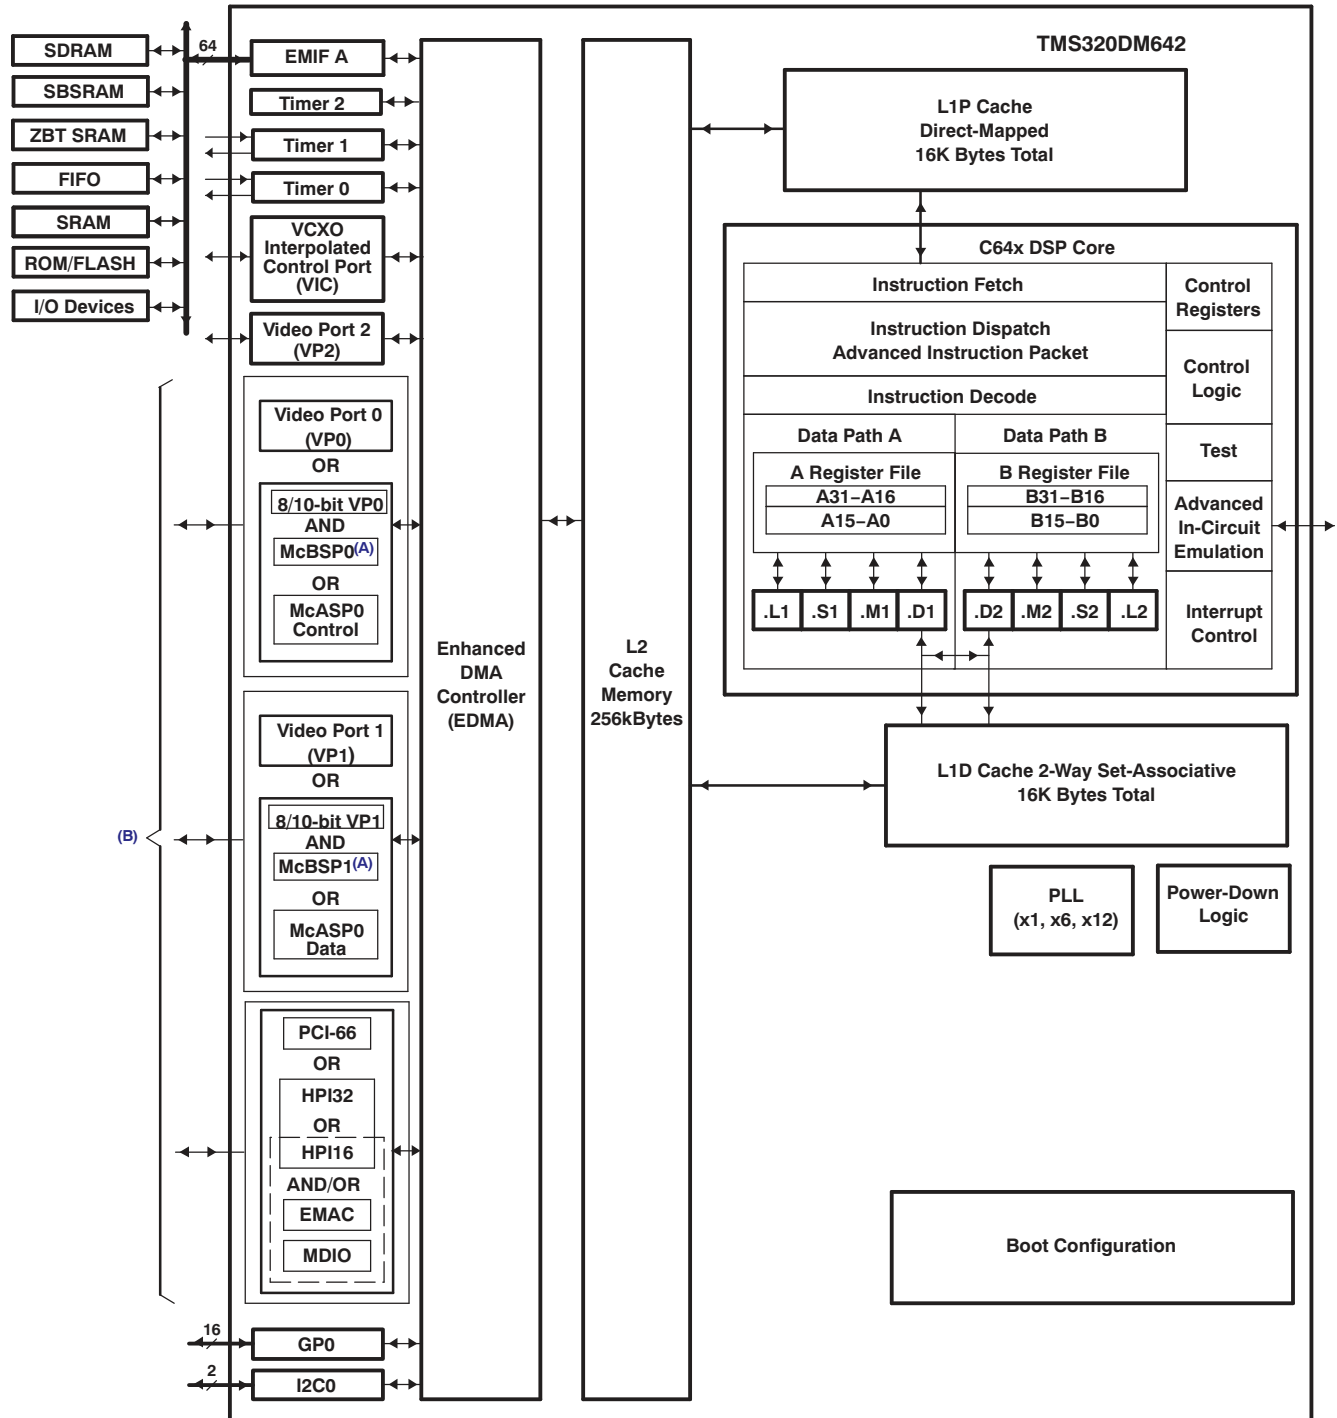 TMS320DM642
SDRAM
SBSRAM
ZBT SRAM
FIFO
SRAM
ROM/FLASH
I/O Devices
64
EMIF A
Timer 2
Timer 1
Timer 0
VCXO
Interpolated
Control Port
(VIC)
Video Port 2
(VP2)
Video Port 0
(VP0)
OR
8/10-bit VP0
AND
McBSP0(A)
OR
McASP0
Control
Video Port 1
(VP1)
OR
8/10-bit VP1
AND
McBSP1(A)
OR
McASP0
Data
(B)
PCI-66
OR
HPI32
OR
HPI16
AND/OR
EMAC
MDIO
16
GP0
2
I2C0
Enhanced
DMA
Controller
(EDMA)
L2
Cache
Memory
256kBytes
L1P Cache
Direct-Mapped
16K Bytes Total
C64x DSP Core
Instruction Fetch
Instruction Dispatch
Advanced Instruction Packet
Instruction Decode
Data Path A
Data Path B
A Register File
A31–A16
A15–A0
B Register File
B31–B16
B15–B0
.L1
.S1
.M1
.D1
.D2
.M2
.S2
.L2
Control
Registers
Control
Logic
Test
Advanced
In-Circuit
Emulation
Interrupt
Control
L1D Cache 2-Way Set-Associative
16K Bytes Total
PLL
(x1, x6, x12)
Power-Down
Logic
Boot Configuration